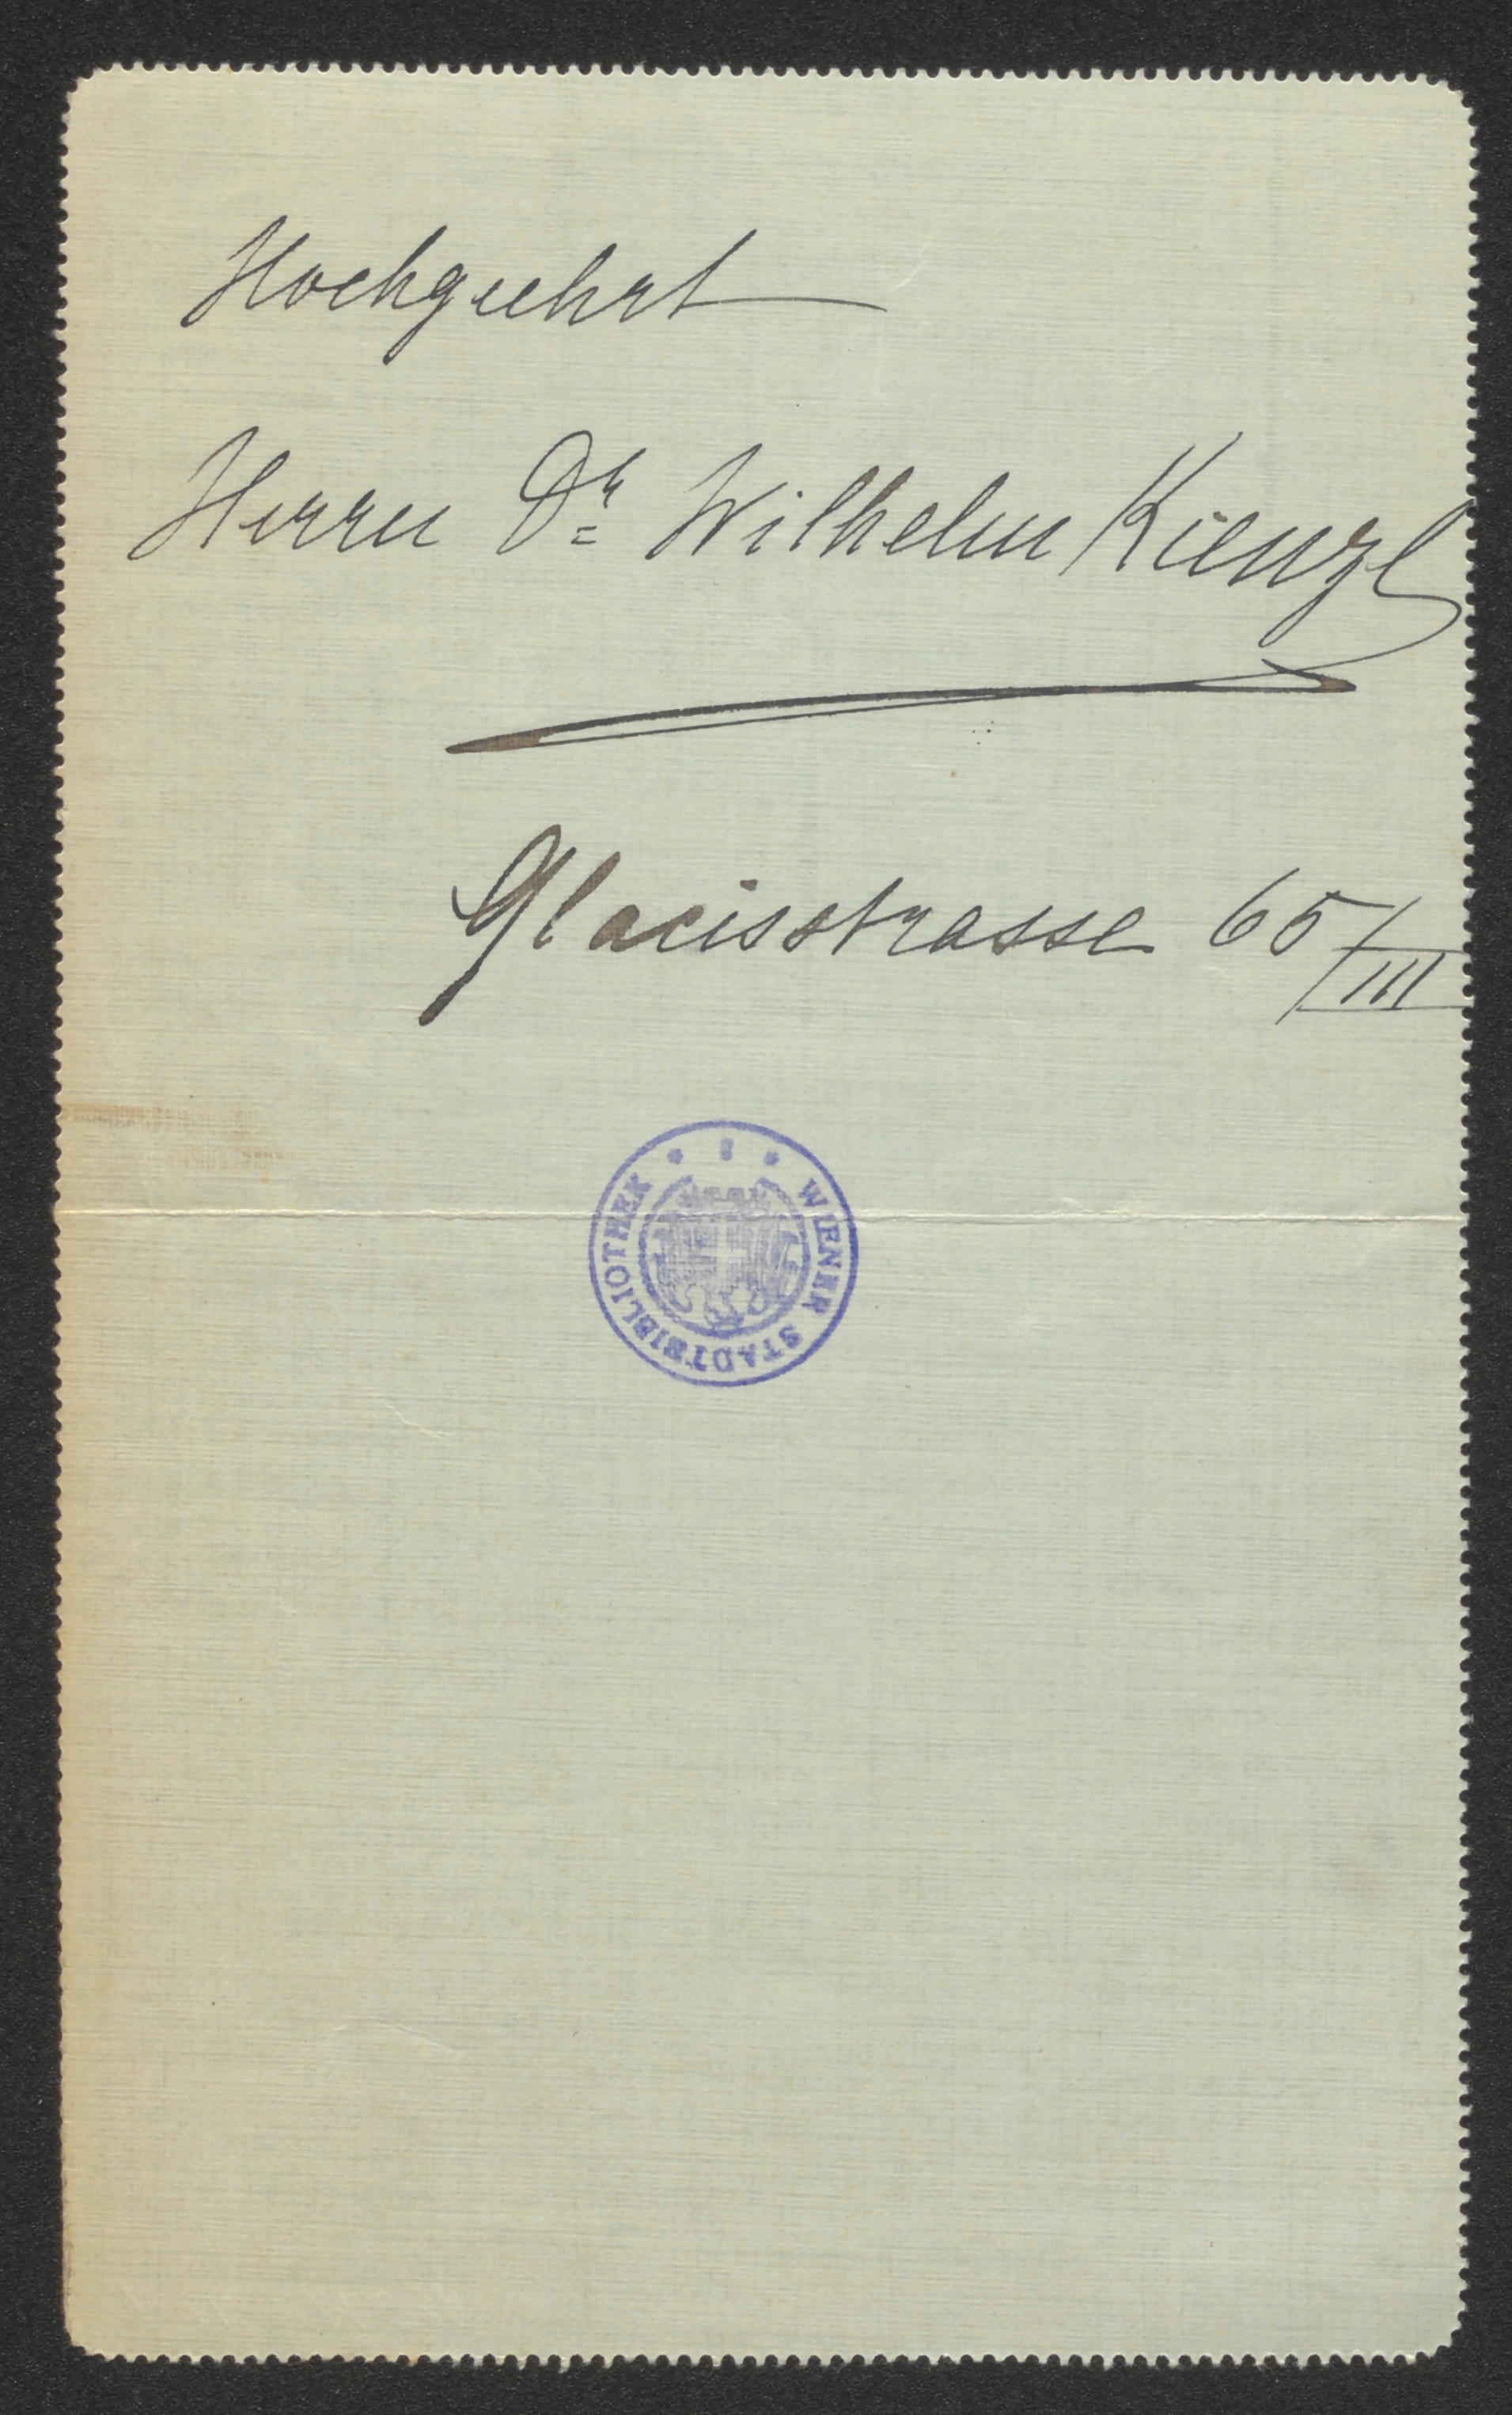 Hochgeehrt
Herrn Dr Wilhelm Kienzl
Glacisstrasse 65/III
WIENER STADTBIBLIOTHEK